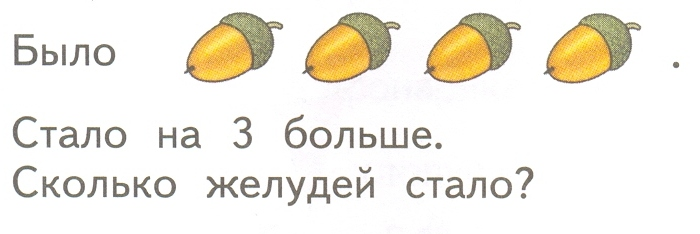 Было .
Стало на 3 больше.
Сколько желудей стало?